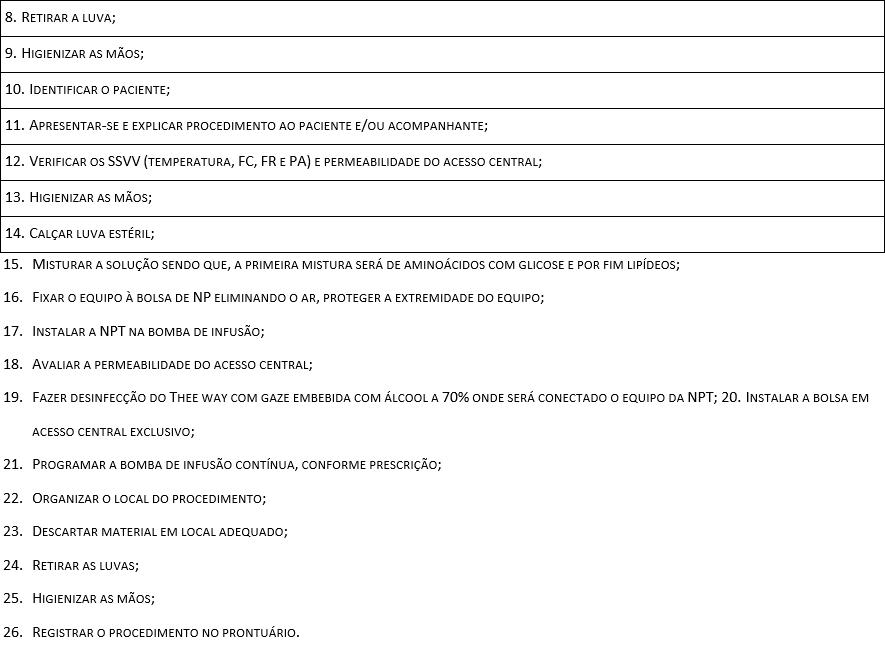 8. Retirar a luva;
9. Higienizar as mãos;
10. Identificar o paciente;
11. Apresentar-se e explicar procedimento ao paciente e/ou acompanhante;
12. Verificar os SSVV (temperatura, FC, FR e PA) e permeabilidade do acesso central;
13. Higienizar as mãos;
14. Calçar luva estéril;
15. Misturar a solução sendo que, a primeira mistura será de aminoácidos com glicose e por fim lipídeos;
16. Fixar o equipo à bolsa de NP eliminando o ar, proteger a extremidade do equipo;
17. Instalar a NPT na bomba de infusão;
18. Avaliar a permeabilidade do acesso central;
19. Fazer desinfecção do Thee way com gaze embebida com álcool a 70% onde será conectado o equipo da NPT; 20. Instalar a bolsa em
acesso central exclusivo;
21. Programar a bomba de infusão contínua, conforme prescrição;
22. Organizar o local do procedimento;
23. Descartar material em local adequado;
24. Retirar as luvas;
25. Higienizar as mãos;
26. Registrar o procedimento no prontuário.